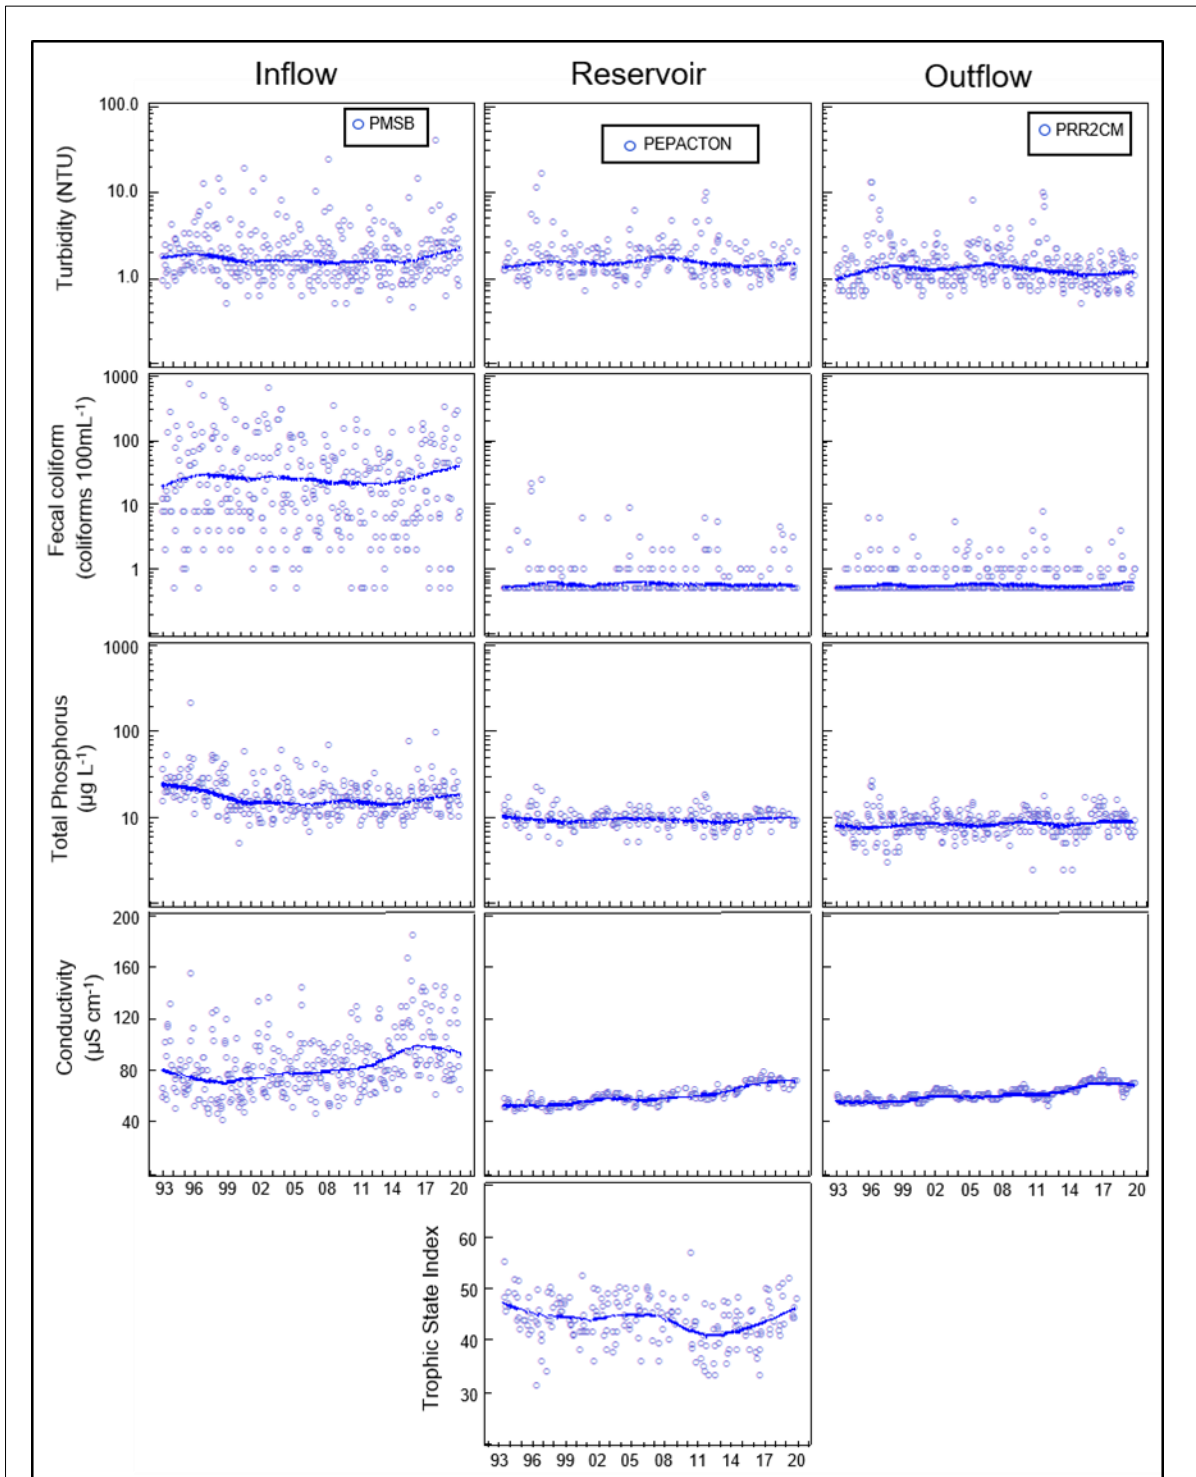 Inflow Reservoir Outflow
PMSB
PEPACTON
PRR2CM
Turbidity (NTU)
100.0
10.0
1.0
Fecal coliform
(coliforms 100mL-1)
1000
100
10
1
Total Phosphorus
(µg L-1)
1000
100
10
Conductivity
(µS cm-1)
200
160
120
80
40
93 96 99 02 05 08 11 14 17 20
93 96 99 02 05 08 11 14 17 20
Trophic State Index
60
50
40
30
93 96 99 02 05 08 11 14 17 20